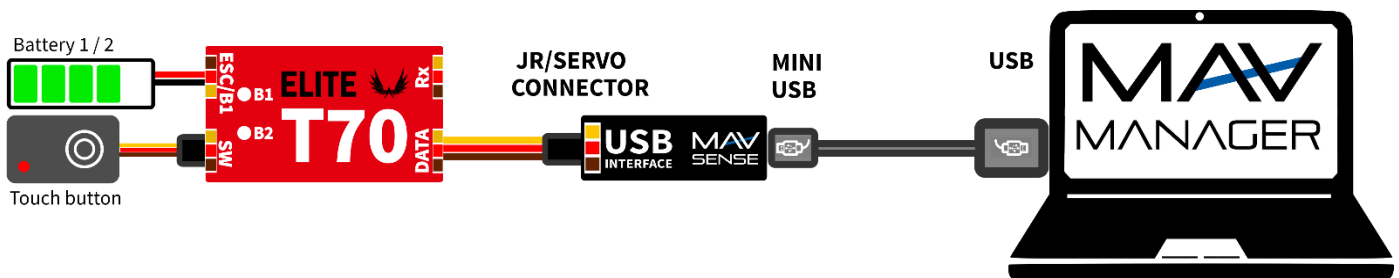 Battery 1 / 2
Touch button
ESC/B1
SW
B1
B2
ELITE
T70
Rx
DATA
JR/SERVO
CONNECTOR
USB
INTERFACE
MAV
SENSE
MINI
USB
USB
MAV
MANAGER